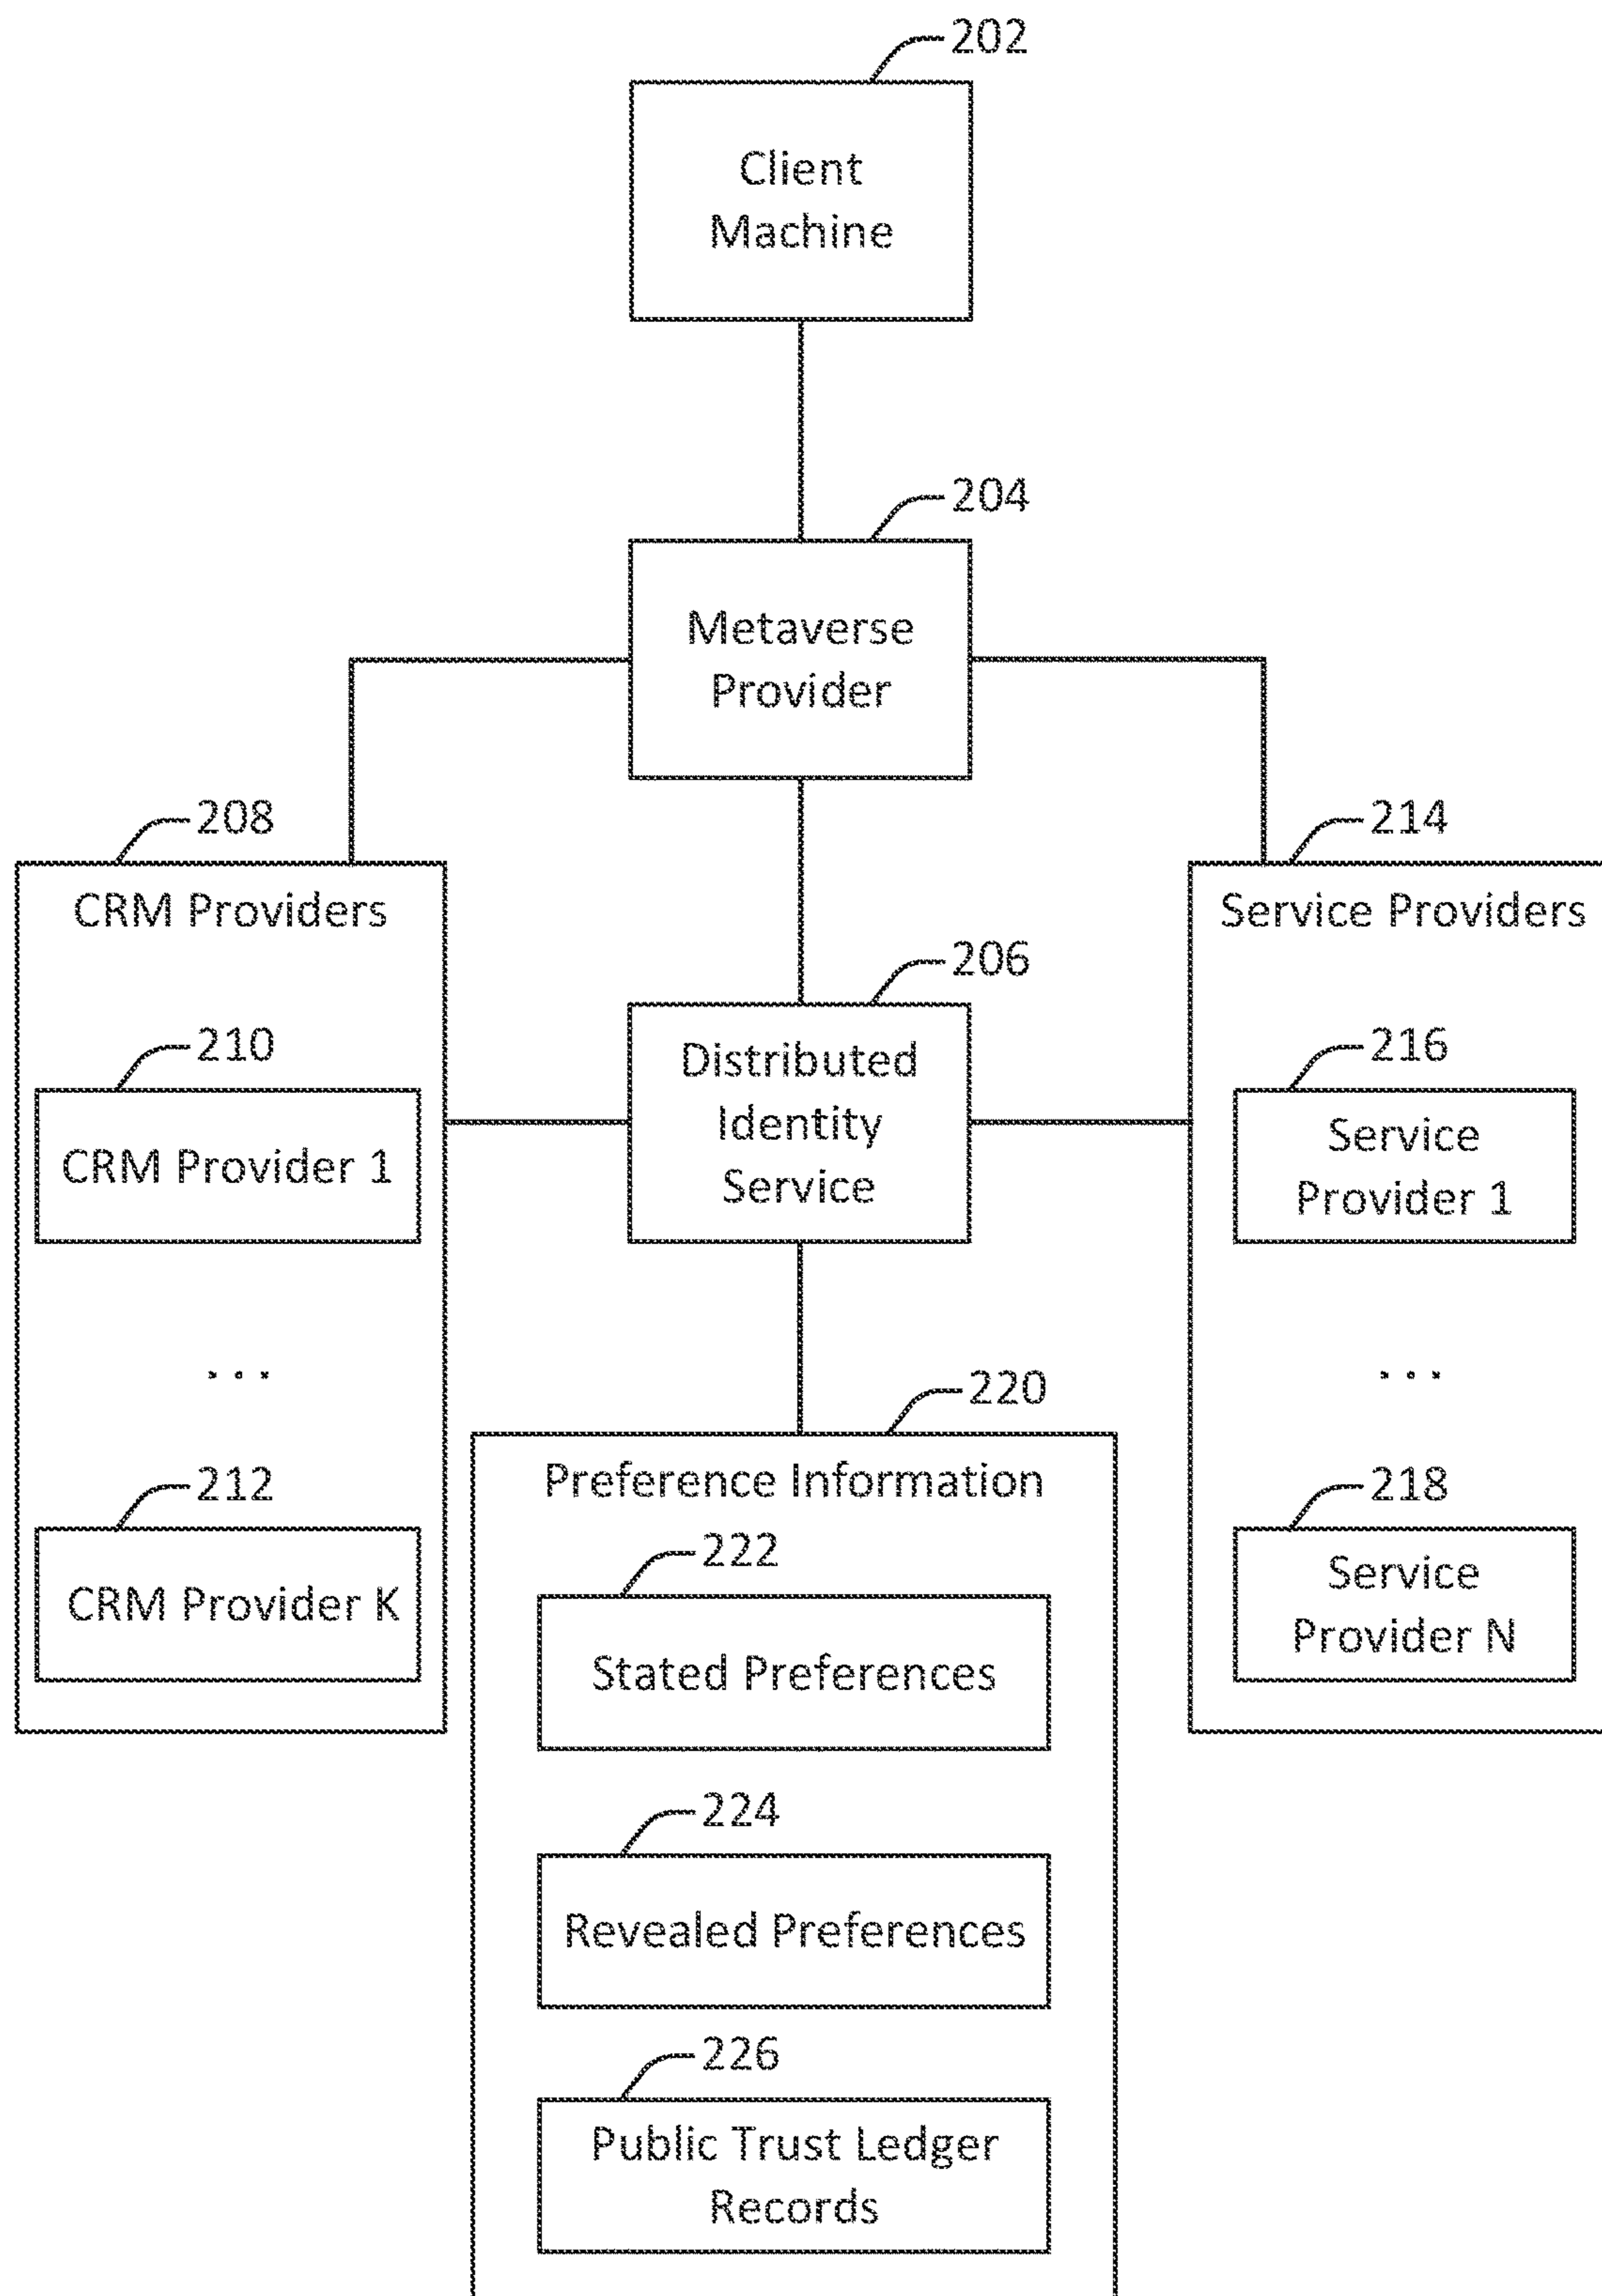 202
Client
Machine
204
Metaverse
Provider
208
CRM Providers
210
CRM Provider 1
...
212
CRM Provider K
206
Distributed
Identity
Service
214
Service Providers
216
Service
Provider 1
...
218
Service
Provider N
220
Preference Information
222
Stated Preferences
224
Revealed Preferences
226
Public Trust Ledger
Records